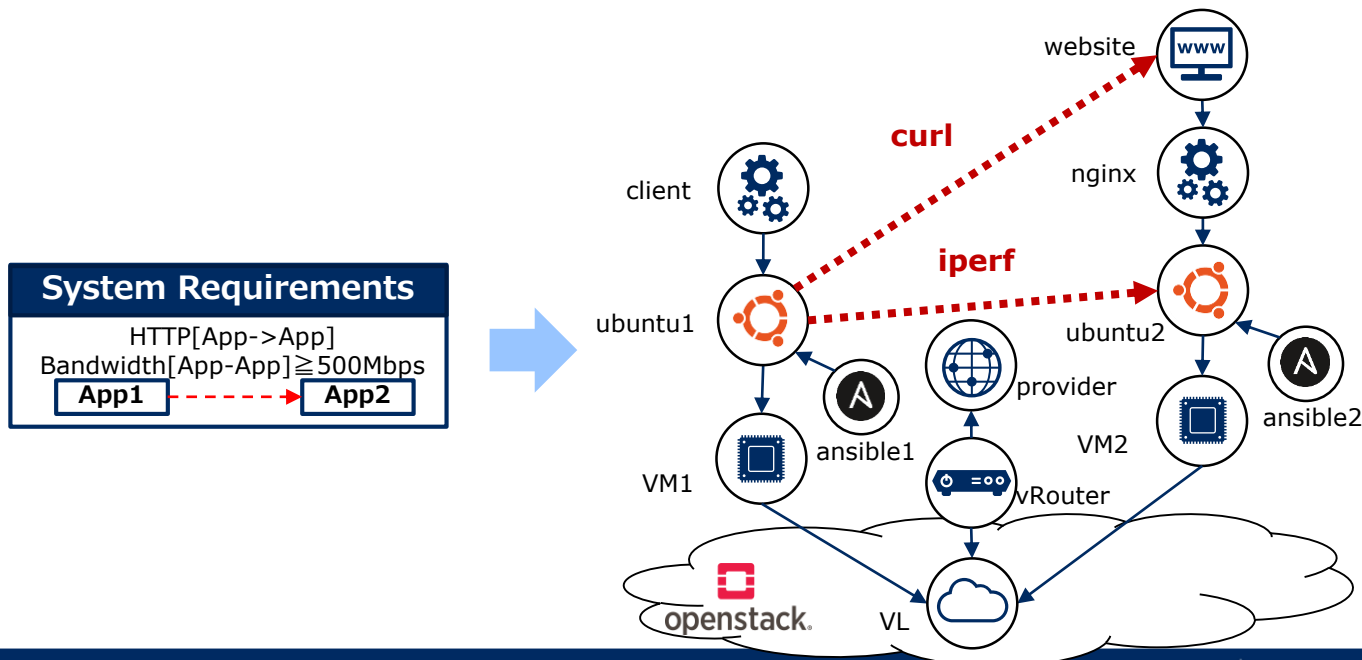 System Requirements
HTTP[App->App]
Bandwidth[App-App]≧500Mbps
App1
App2
website
www
curl
client
nginx
iperf
ubuntu1
ubuntu2
provider
ansible1
ansible2
VM1
VM2
vRouter
openstack.
VL